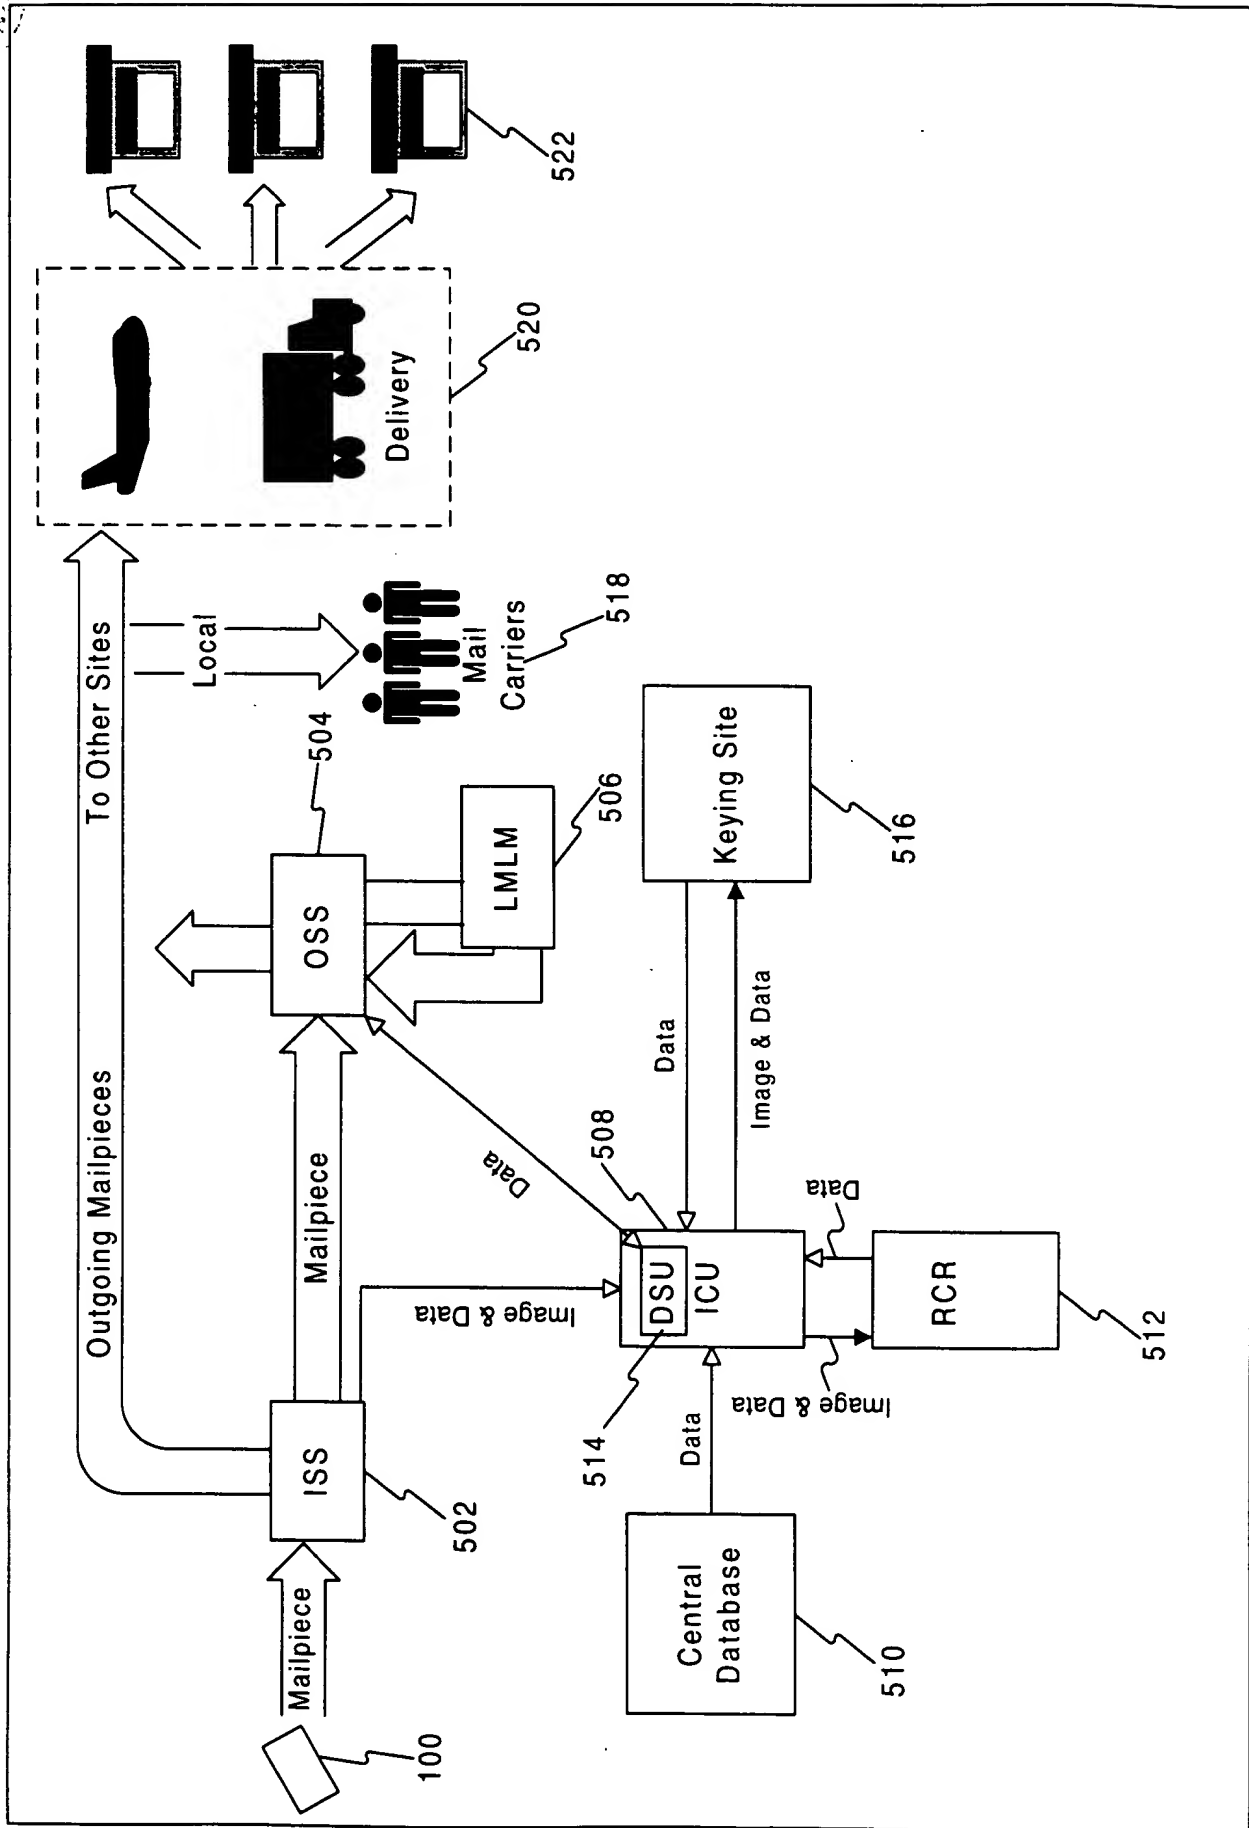 Outgoing Mailpieces
To Other Sites
Local
Mailpiece
ISS
502
Mailpiece
100
OSS
504
LMLM
506
Mail
Carriers
518
Delivery
520
522
Data
Image & Data
508
DSU
ICU
514
Data
Central
Database
510
Image & Data
Data
RCR
512
Data
Image & Data
Keying Site
516